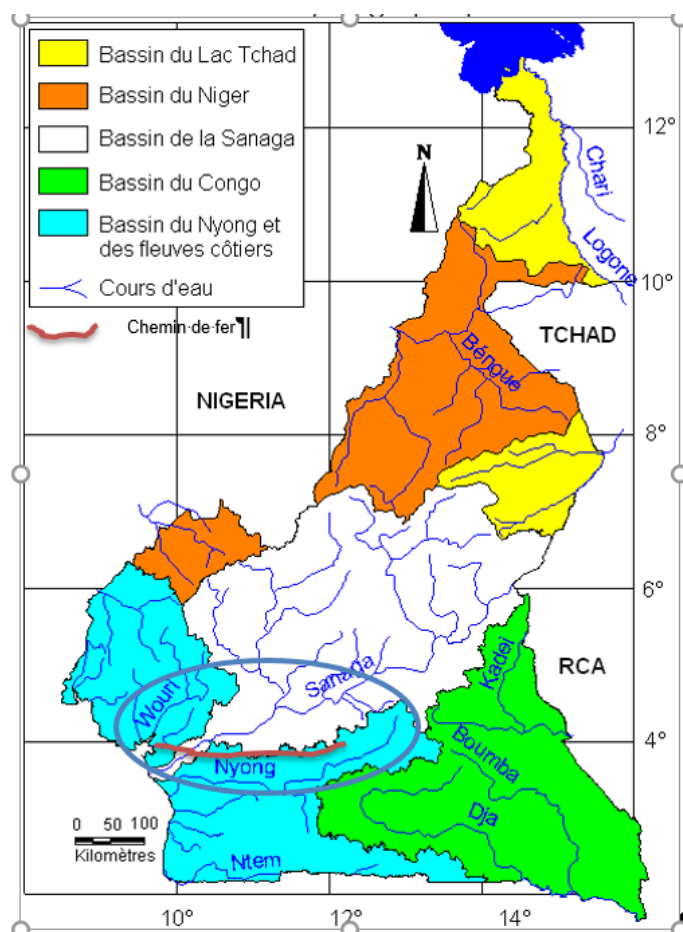 Bassin du Lac Tchad
Bassin du Niger
Bassin de la Sanaga
Bassin du Congo
Bassin du Nyong et
des fleuves côtiers
Cours d'eau
Chemin·de·fer¶
N
12°
Chari
Logone
10°
TCHAD
Béngue
NIGERIA
8°
6°
Kadei
RCA
Sanaga
Wouri
4°
Nyong
Boumba
Dja
0 50 100
Kilomètres
Ntem
10°
12°
14°